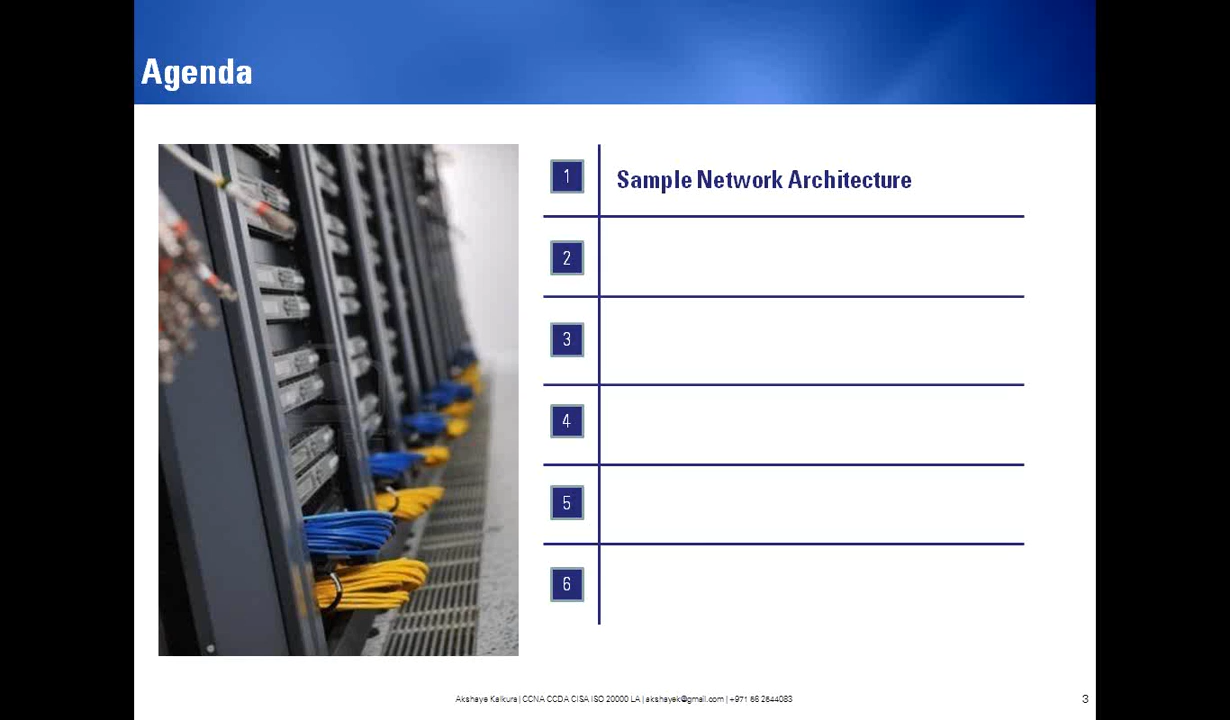 Agenda
1
Sample Network Architecture
2
3
4
5
6
Akshaye Kalkura | CCNA CCDA CISA ISO 20000 LA | akshayek@gmail.com | +971 66 2644083
3